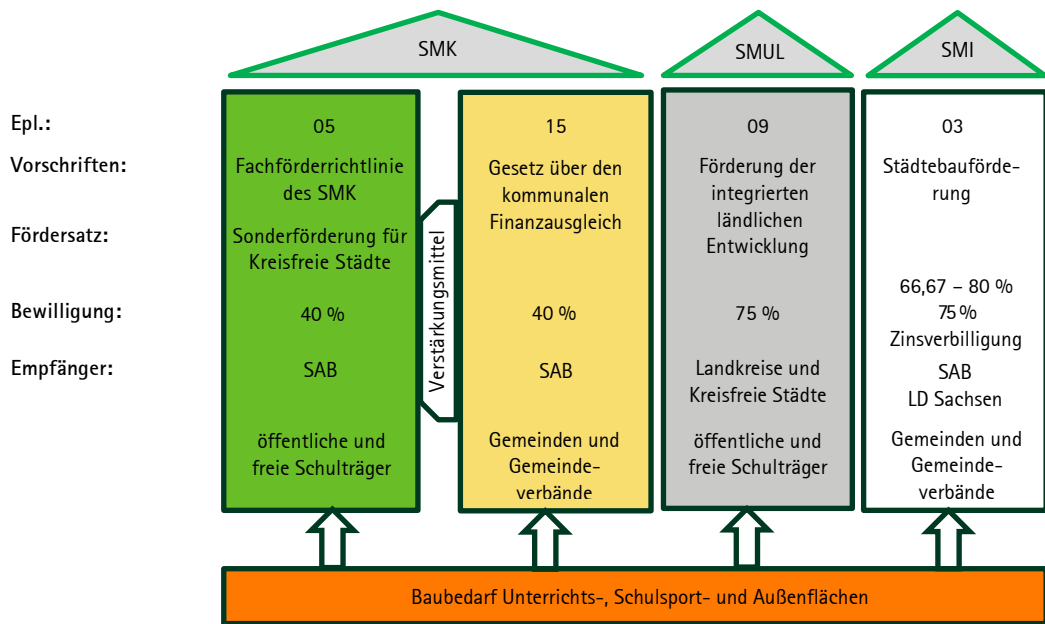 SMK
SMUL
SMI
Epl.:
Vorschriften:
Fördersatz:
Bewilligung:
Empfänger:
05
Fachförderrichtlinie
des SMK
Sonderförderung für
Kreisfreie Städte
40 %
SAB
öffentliche und
freie Schulträger
Verstärkungsmittel
15
Gesetz über den
kommunalen
Finanzausgleich
40 %
SAB
Gemeinden und
Gemeinde-
verbände
09
Förderung der
integrierten
ländlichen
Entwicklung
75 %
Landkreise und
Kreisfreie Städte
öffentliche und
freie Schulträger
03
Städtebauförde-
rung
66,67 – 80 %
75 %
Zinsverbilligung
SAB
LD Sachsen
Gemeinden und
Gemeinde-
verbände
Baubedarf Unterrichts-, Schulsport- und Außenflächen